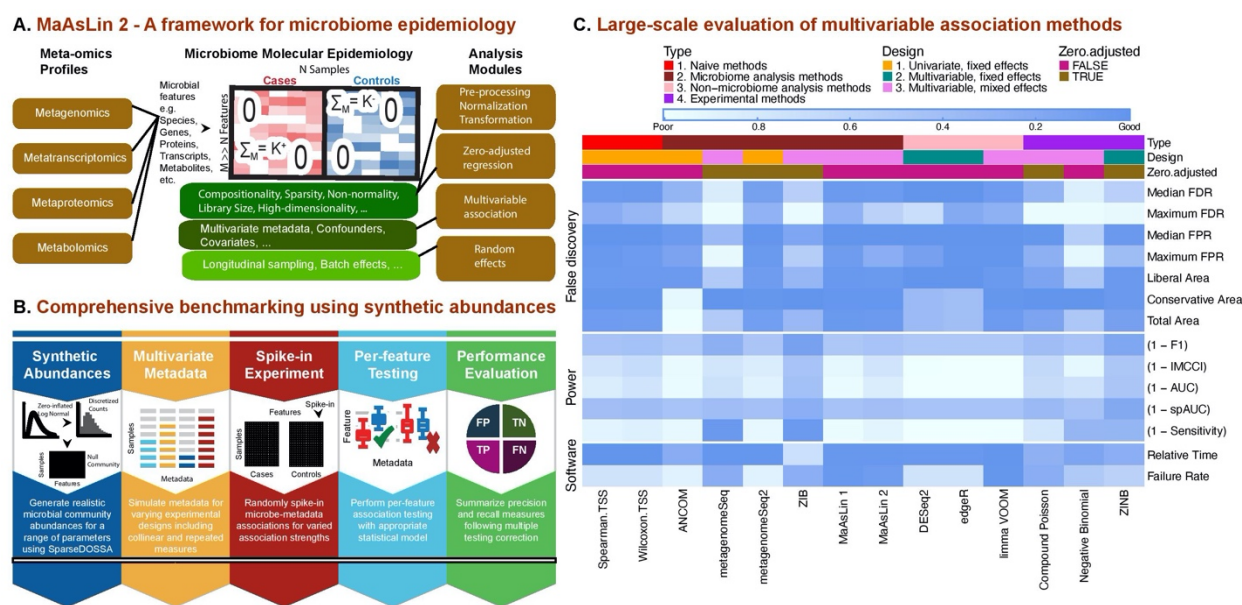 A. MaAsLin 2 - A framework for microbiome epidemiology
Meta-omics
Profiles
Metagenomics
Metatranscriptomics
Metaproteomics
Metabolomics
Microbiome Molecular Epidemiology
N Samples
Cases
Controls
Microbial
features
e.g.
Species,
Genes,
Proteins,
Transcripts,
Metabolites,
etc.
M >> N Features
0
∑M= K-
∑M= K+
0
0
Compositionality, Sparsity, Non-normality,
Library Size, High-dimensionality, ...
Multivariate metadata, Confounders,
Covariates, ...
Longitudinal sampling, Batch effects, ...
Analysis
Modules
Pre-processing
Normalization
Transformation
Zero-adjusted
regression
Multivariable
association
Random
effects
B. Comprehensive benchmarking using synthetic abundances
Synthetic
Abundances
Zero-inflated
Log Normal
Discretized
Counts
Samples
Features
Null
Community
Generate realistic
microbial community
abundances for a
range of parameters
using SparseDOSSA
Multivariate
Metadata
Samples
Metadata
Simulate metadata for
varying experimental
designs including
collinear and repeated
measures
Spike-in
Experiment
Spike-in
Features
Samples
Cases
Controls
Randomly spike-in
microbe-metadata
associations for varied
association strengths
Per-feature
Testing
Feature
Metadata
Perform per-feature
association testing
with appropriate
statistical model
Performance
Evaluation
FP
TN
TP
FN
Summarize precision
and recall measures
following multiple
testing correction
C. Large-scale evaluation of multivariable association methods
Type
1. Naive methods
2. Microbiome analysis methods
3. Non-microbiome analysis methods
4. Experimental methods
Design
1. Univariate, fixed effects
2. Multivariable, fixed effects
3. Multivariable, mixed effects
Zero.adjusted
FALSE
TRUE
Poor
0.8
0.6
0.4
0.2
Good
Type
Design
Zero.adjusted
False discovery
Median FDR
Maximum FDR
Median FPR
Maximum FPR
Liberal Area
Conservative Area
Total Area
Power
(1 - F1)
(1 - IMCCI)
(1 - AUC)
(1 - spAUC)
(1 - Sensitivity)
Software
Relative Time
Failure Rate
Spearman.TSS
Wilcoxon.TSS
ANCOM
metagenomeSeq
metagenomeSeq2
ZIB
MaAsLin 1
MaAsLin 2
DESeq2
edgeR
limma VOOM
Compound Poisson
Negative Binomial
ZINB